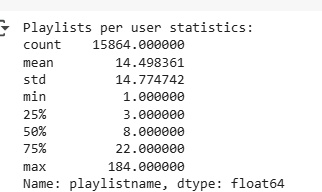 Playlists per user statistics:
count    15864.000000
mean        14.498361
std         14.774742
min          1.000000
25%          3.000000
50%          8.000000
75%         22.000000
max        184.000000
Name: playlistname, dtype: float64